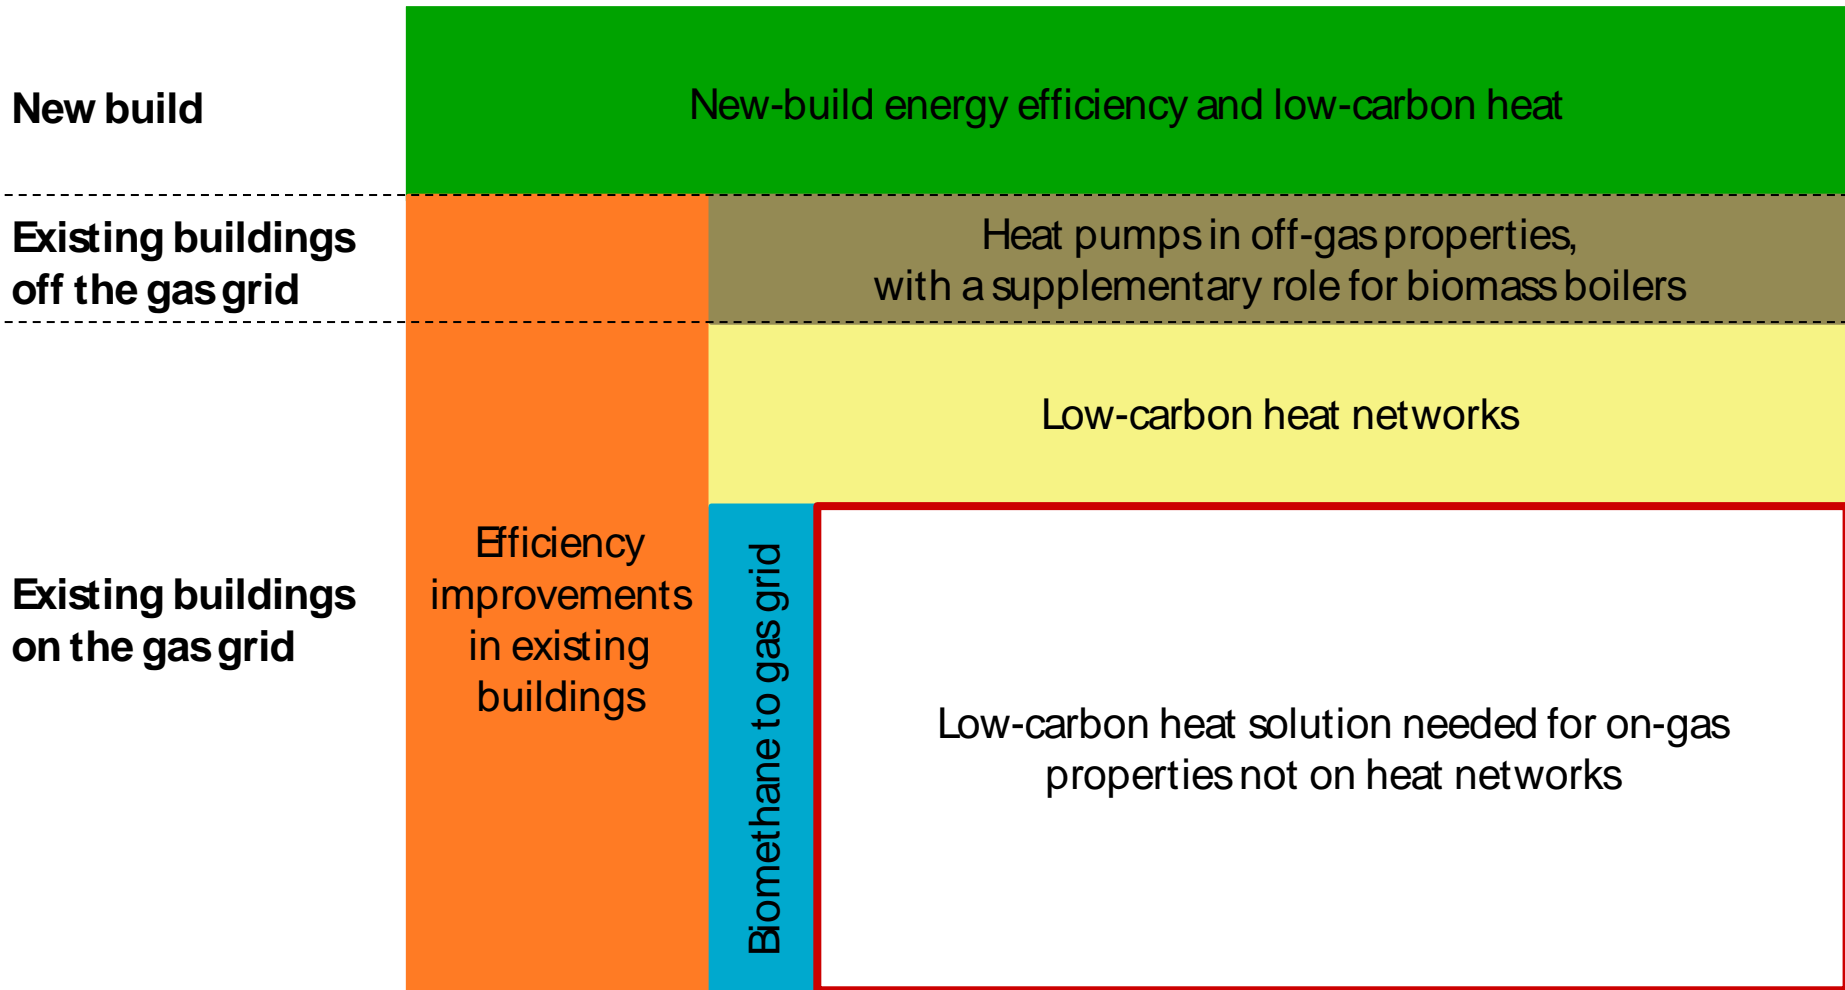 New build
New-build energy efficiency and low-carbon heat
Existing buildings
off the gas grid
Heat pumps in off-gas properties,
with a supplementary role for biomass boilers
Low-carbon heat networks
Existing buildings
on the gas grid
Efficiency
improvements
in existing
buildings
Biomethane to gas grid
Low-carbon heat solution needed for on-gas
properties not on heat networks